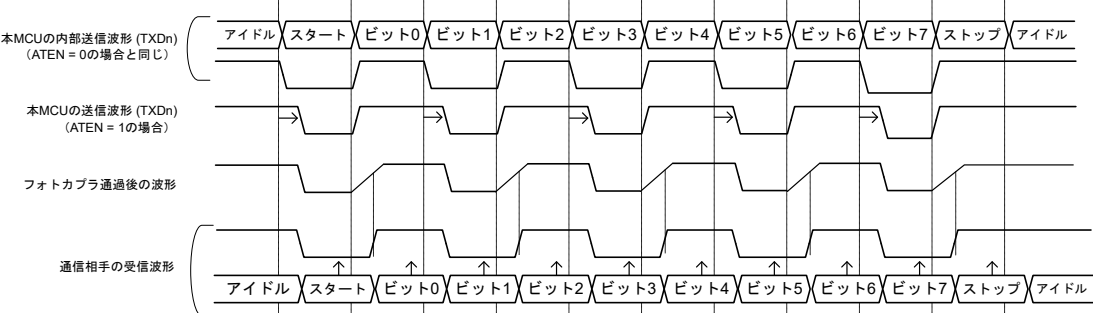 本MCUの内部送信波形 (TXDn)
（ATEN = 0の場合と同じ）
アイドル スタート ビット0 ビット1 ビット2 ビット3 ビット4 ビット5 ビット6 ビット7 ストップ アイドル
本MCUの送信波形 (TXDn)
（ATEN = 1の場合）
フォトカプラ通過後の波形
通信相手の受信波形
アイドル スタート ビット0 ビット1 ビット2 ビット3 ビット4 ビット5 ビット6 ビット7 ストップ アイドル